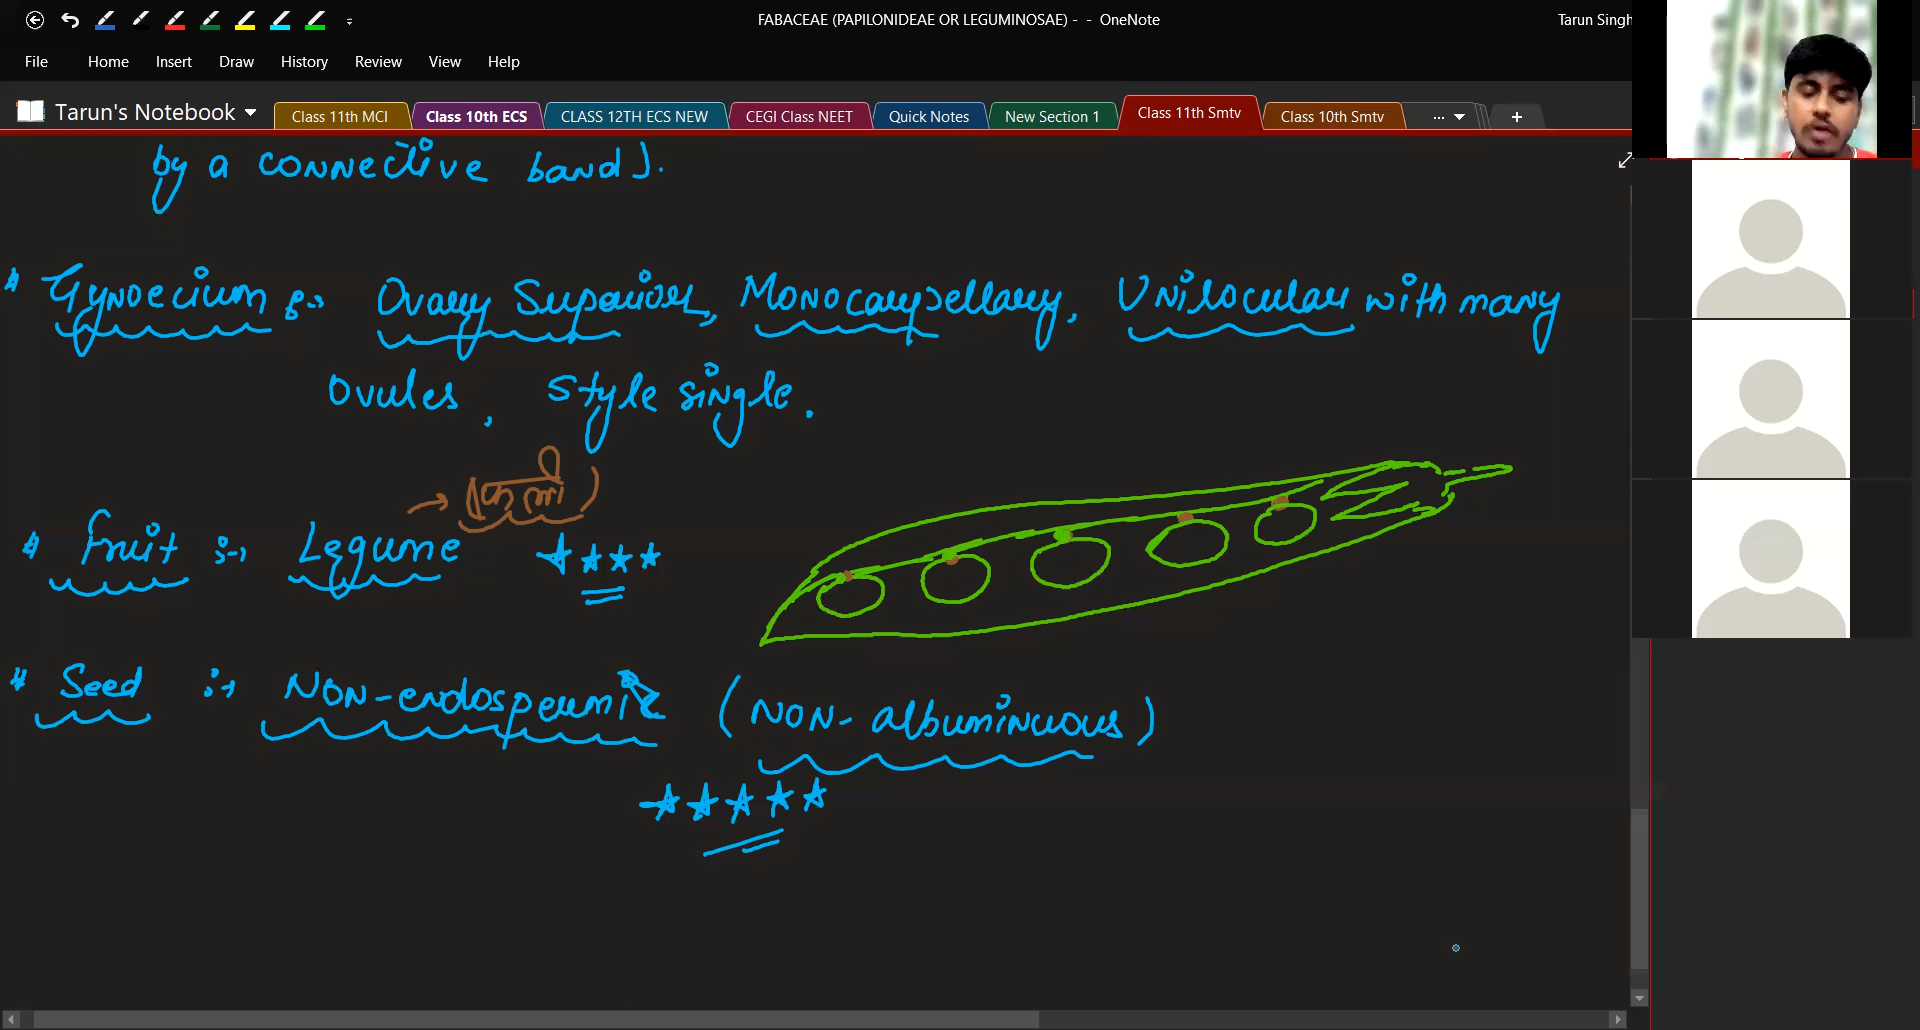 FABACEAE (PAPILONIDEAE OR LEGUMINOSAE) - - OneNote
Tarun Singh
File Home Insert Draw History Review View Help
Tarun's Notebook Class 11th MCI Class 10th ECS CLASS 12TH ECS NEW CEGI Class NEET Quick Notes New Section 1 Class 11th Smtv Class 10th Smtv ... +
by a connective band).
* Gynoecium :- Ovary Superior, Monocarpellary, Unilocular with many
Ovules, Style single.
* Fruit :- Legume
* Seed :- Non-endospermic (Non-albuminuous)